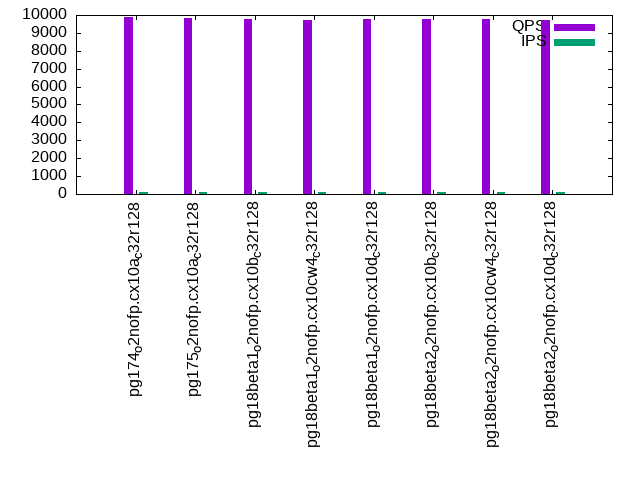 10000
9000
8000
7000
6000
5000
4000
3000
2000
1000
0
QPS
IPS
pg174o2nofp.cx10ac32r128
pg175o2nofp.cx10ac32r128
pg18beta1o2nofp.cx10bc32r128
pg18beta1o2nofp.cx10cw4c32r128
pg18beta1o2nofp.cx10dc32r128
pg18beta2o2nofp.cx10bc32r128
pg18beta2o2nofp.cx10cw4c32r128
pg18beta2o2nofp.cx10dc32r128